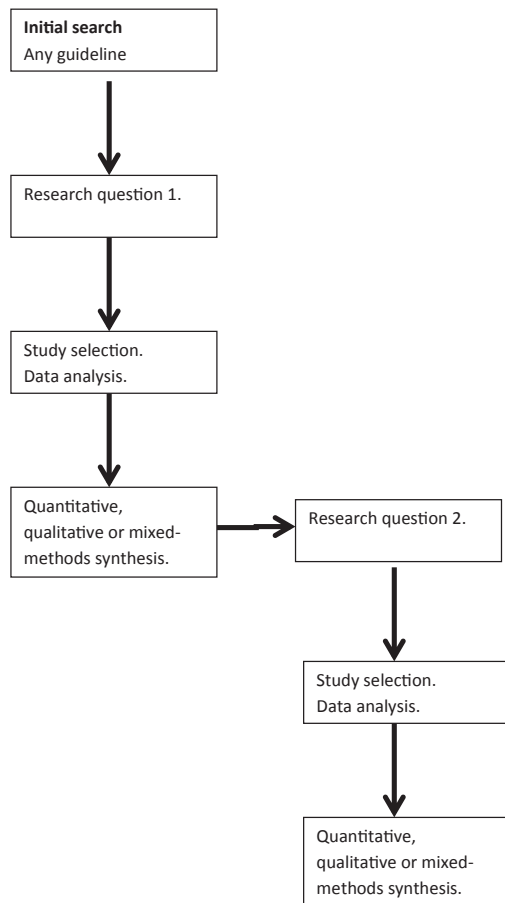 Initial search
Any guideline
Research question 1.
Study selection.
Data analysis.
Quantitative,
qualitative or mixed-
methods synthesis.
Research question 2.
Study selection.
Data analysis.
Quantitative,
qualitative or mixed-
methods synthesis.